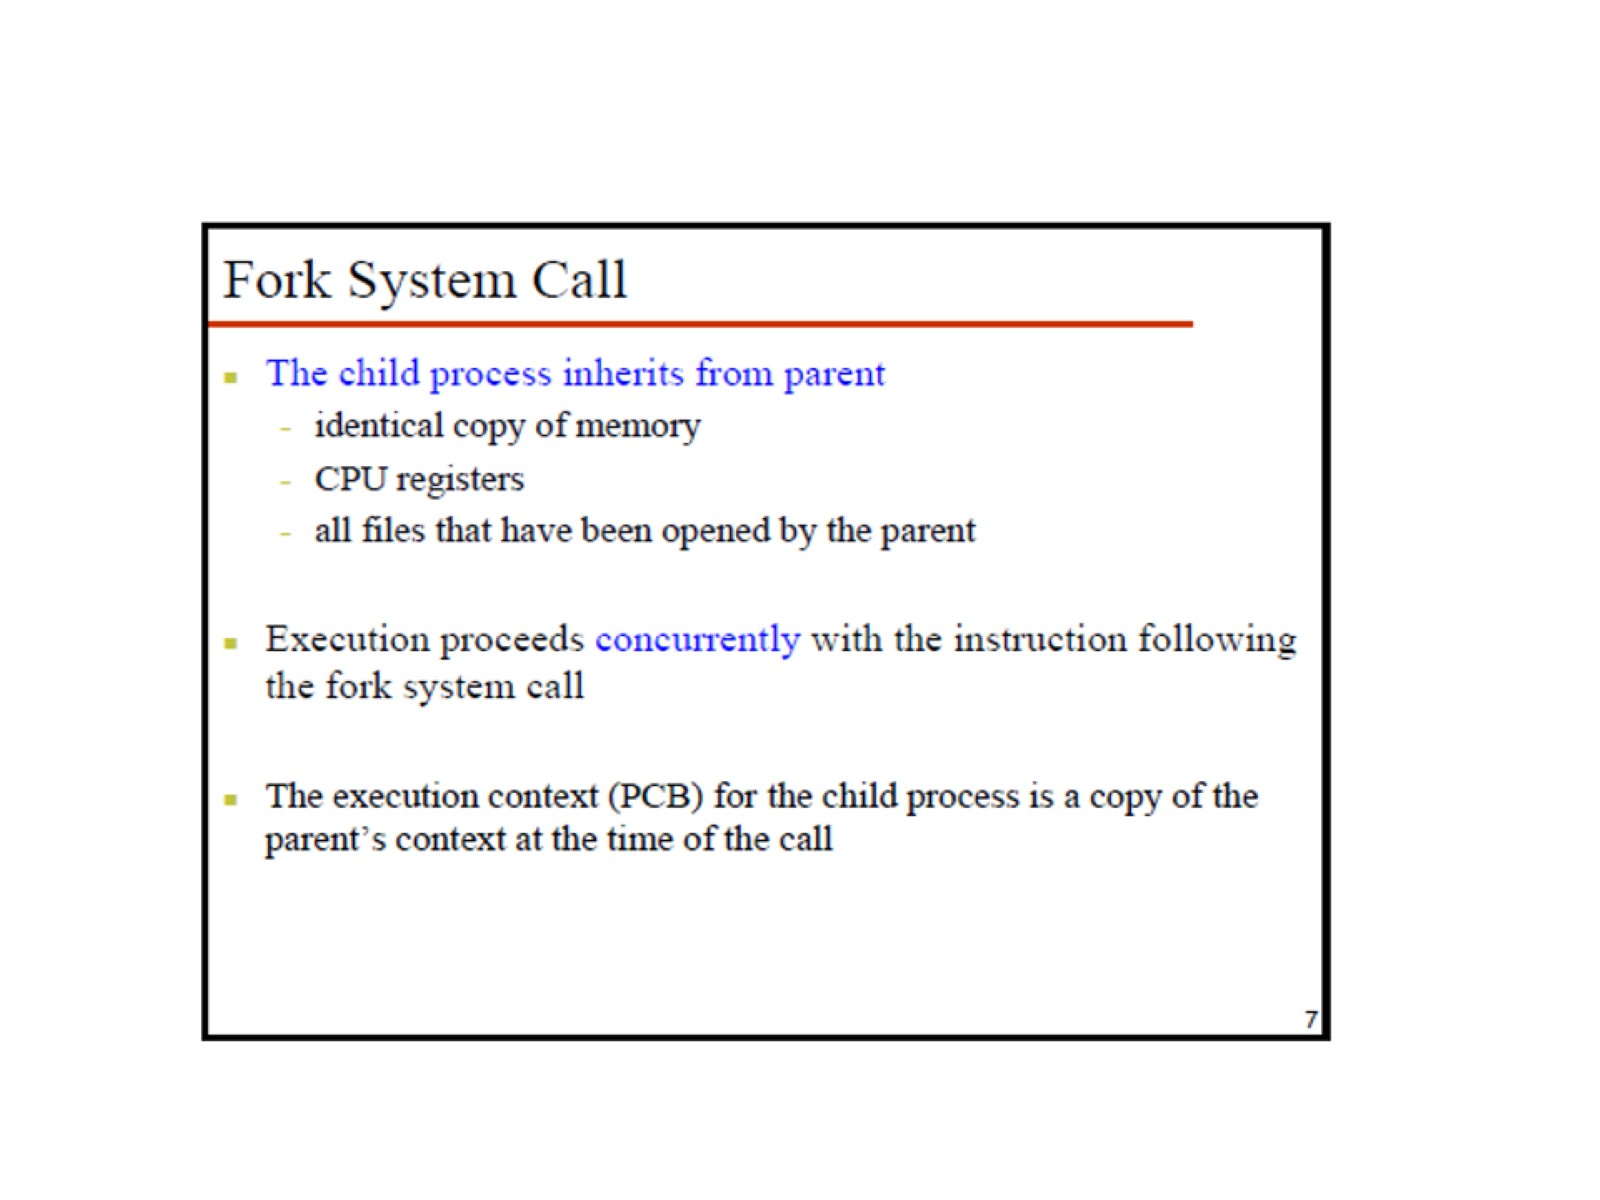 Fork System Call
The child process inherits from parent
- identical copy of memory
- CPU registers
- all files that have been opened by the parent
Execution proceeds concurrently with the instruction following
the fork system call
The execution context (PCB) for the child process is a copy of the
parent's context at the time of the call
7